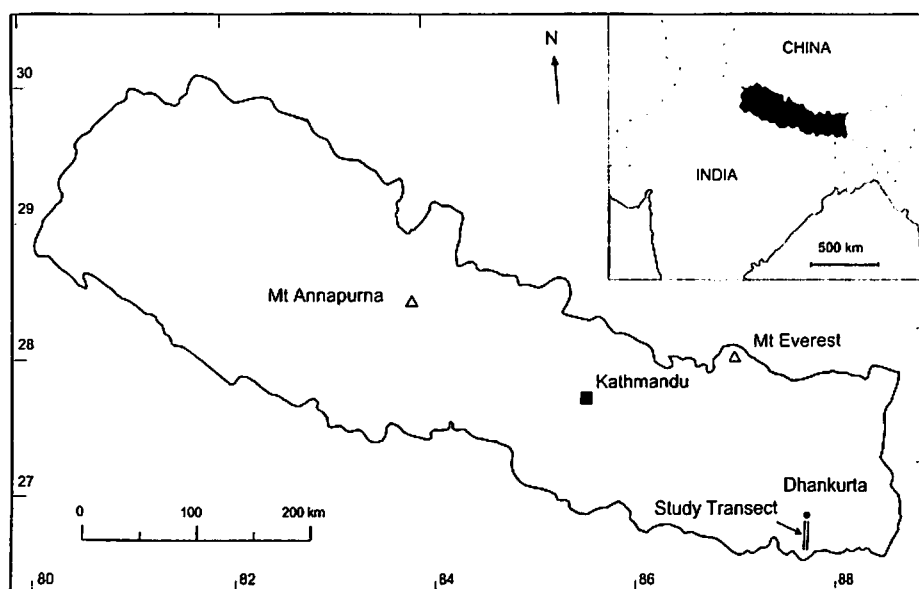 N
CHINA
INDIA
500 km
30
29
28
27
Mt Annapurna
Mt Everest
Kathmandu
Dhankurta
Study Transect
0 100 200 km
80 82 84 86 88